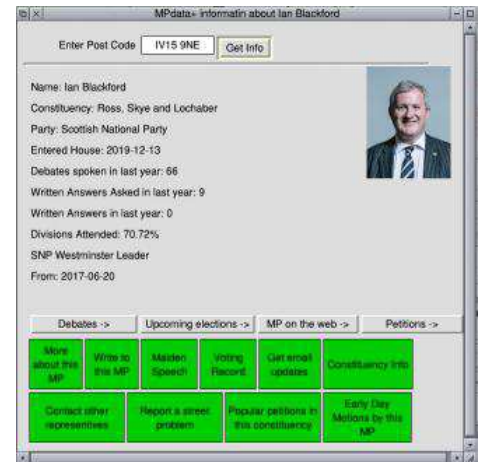 MPdata+ informatin about Ian Blackford
Enter Post Code IV15 9NE Get Info
Name: Ian Blackford
Constituency: Ross, Skye and Lochaber
Party: Scottish National Party
Entered House: 2019-12-13
Debates spoken in last year: 66
Written Answers Asked in last year: 9
Written Answers in last year: 0
Divisions Attended: 70.72%
SNP Westminster Leader
From: 2017-06-20
Debates -> Upcoming elections -> MP on the web -> Petitions ->
More about this MP
Write to this MP
Maiden Speech
Voting Record
Get email updates
Constituency Info
Contact other representives
Report a street problem
Popular petitions in this constituency
Early Day Motions by this MP